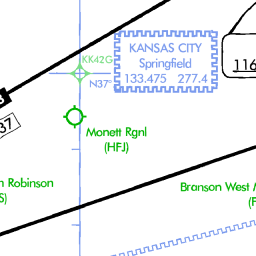 KK42G
N37°
KANSAS CITY
Springfield
133.475 277.4
116
37
Monett Rgnl
(HFJ)
Robinson
Branson West